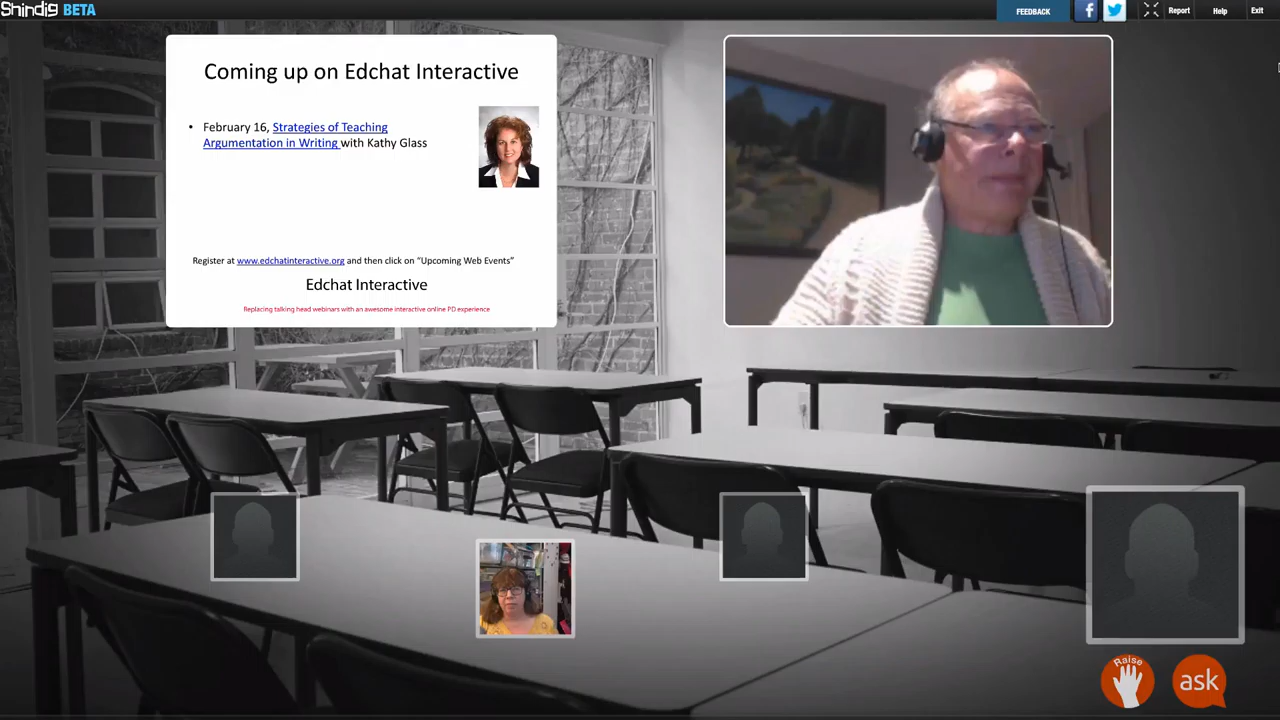 Shindig BETA
FEEDBACK
Report
Help
Exit
Coming up on Edchat Interactive
• February 16, Strategies of Teaching
Argumentation in Writing with Kathy Glass
Register at www.edchatinteractive.org and then click on “Upcoming Web Events”
Edchat Interactive
Replacing talking head webinars with an awesome interactive online PD experience
Raise
ask